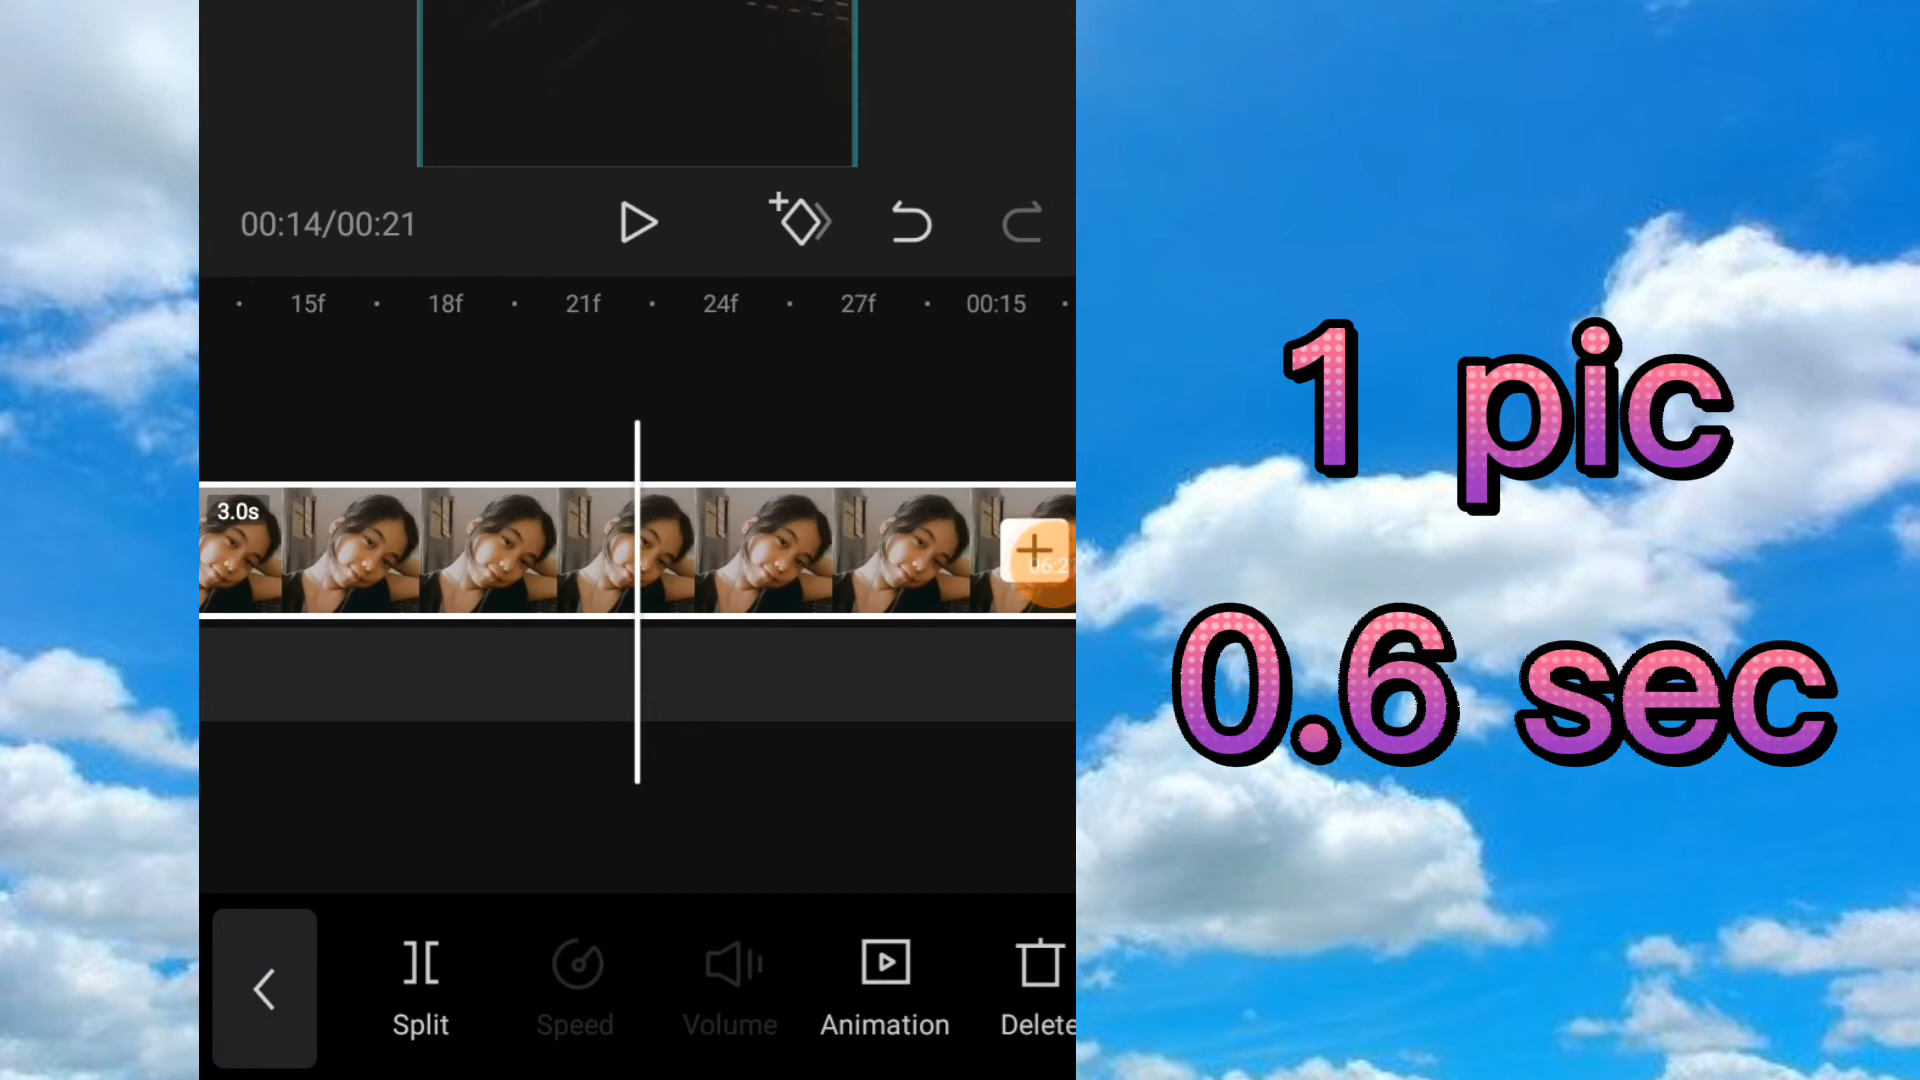 00:14/00:21
15f 18f 21f 24f 27f 00:15
3.0s
Split Speed Volume Animation Delete
1 pic
0.6 sec